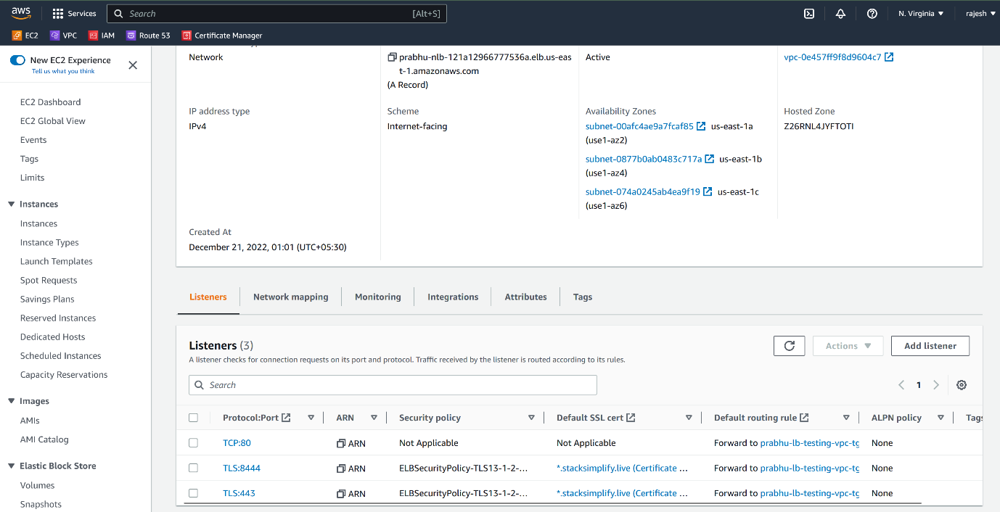 aws
Services
Search
[Alt+S]
N. Virginia
rajesh
EC2
VPC
IAM
Route 53
Certificate Manager
New EC2 Experience
Tell us what you think
EC2 Dashboard
EC2 Global View
Events
Tags
Limits
Instances
Instances
Instance Types
Launch Templates
Spot Requests
Savings Plans
Reserved Instances
Dedicated Hosts
Scheduled Instances
Capacity Reservations
Images
AMIs
AMI Catalog
Elastic Block Store
Volumes
Snapshots
Network
prabhu-nlb-121a12966777536a.elb.us-eas
t-1.amazonaws.com
(A Record)
Active
vpc-0e457ff9f8d9604c7
IP address type
IPv4
Scheme
Internet-facing
Availability Zones
subnet-00afc4ae9a7fcaf85 us-east-1a
(use1-az2)
subnet-0877b0ab0483c717a us-east-1b
(use1-az4)
subnet-074a0245ab4ea9f19 us-east-1c
(use1-az6)
Hosted Zone
Z26RNL4JYFTOTI
Created At
December 21, 2022, 01:01 (UTC+05:30)
Listeners
Network mapping
Monitoring
Integrations
Attributes
Tags
Listeners (3)
A listener checks for connection requests on its port and protocol. Traffic received by the listener is routed according to its rules.
Actions
Add listener
Search
1
Protocol:Port ARN Security policy Default SSL cert Default routing rule ALPN policy Tags
TCP:80 ARN Not Applicable Not Applicable Forward to prabhu-lb-testing-vpc-tg None
TLS:8444 ARN ELBSecurityPolicy-TLS13-1-2-... *.stacksimplify.live (Certificate ... Forward to prabhu-lb-testing-vpc-tg None
TLS:443 ARN ELBSecurityPolicy-TLS13-1-2-... *.stacksimplify.live (Certificate ... Forward to prabhu-lb-testing-vpc-tg None